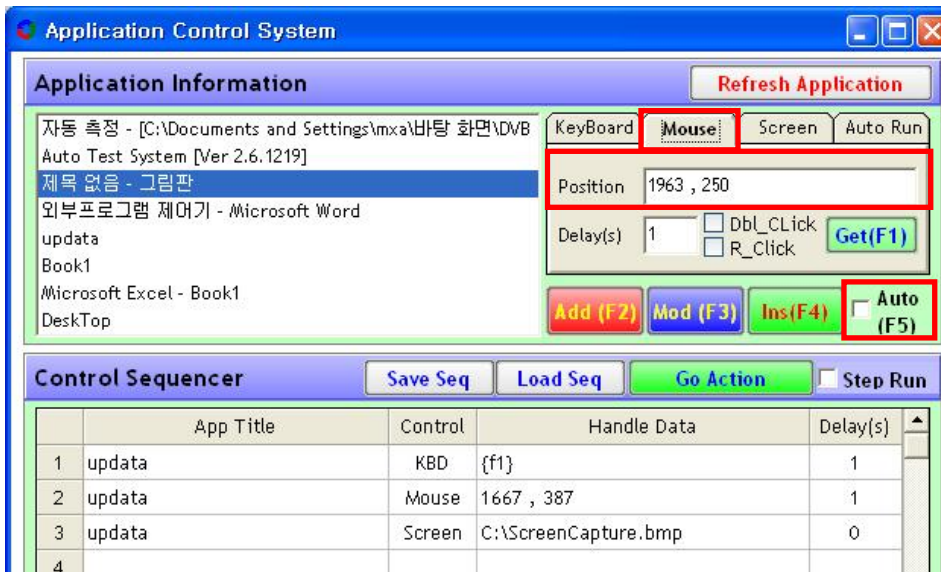 Application Control System
Application Information
Refresh Application
자동 측정 - [C:\Documents and Settings\mxa\바탕 화면\DVB
Auto Test System [Ver 2.6.1219]
제목 없음 - 그림판
외부프로그램 제어기 - Microsoft Word
updata
Book1
Microsoft Excel - Book1
DeskTop
KeyBoard Mouse Screen Auto Run
Position 1963 , 250
Delay(s) 1 Dbl_CLick
R_Click
Get(F1)
Add (F2) Mod (F3) Ins(F4) Auto
(F5)
Control Sequencer Save Seq Load Seq Go Action Step Run
App Title Control Handle Data Delay(s)
1 updata KBD {f1} 1
2 updata Mouse 1667 , 387 1
3 updata Screen C:\ScreenCapture.bmp 0
4